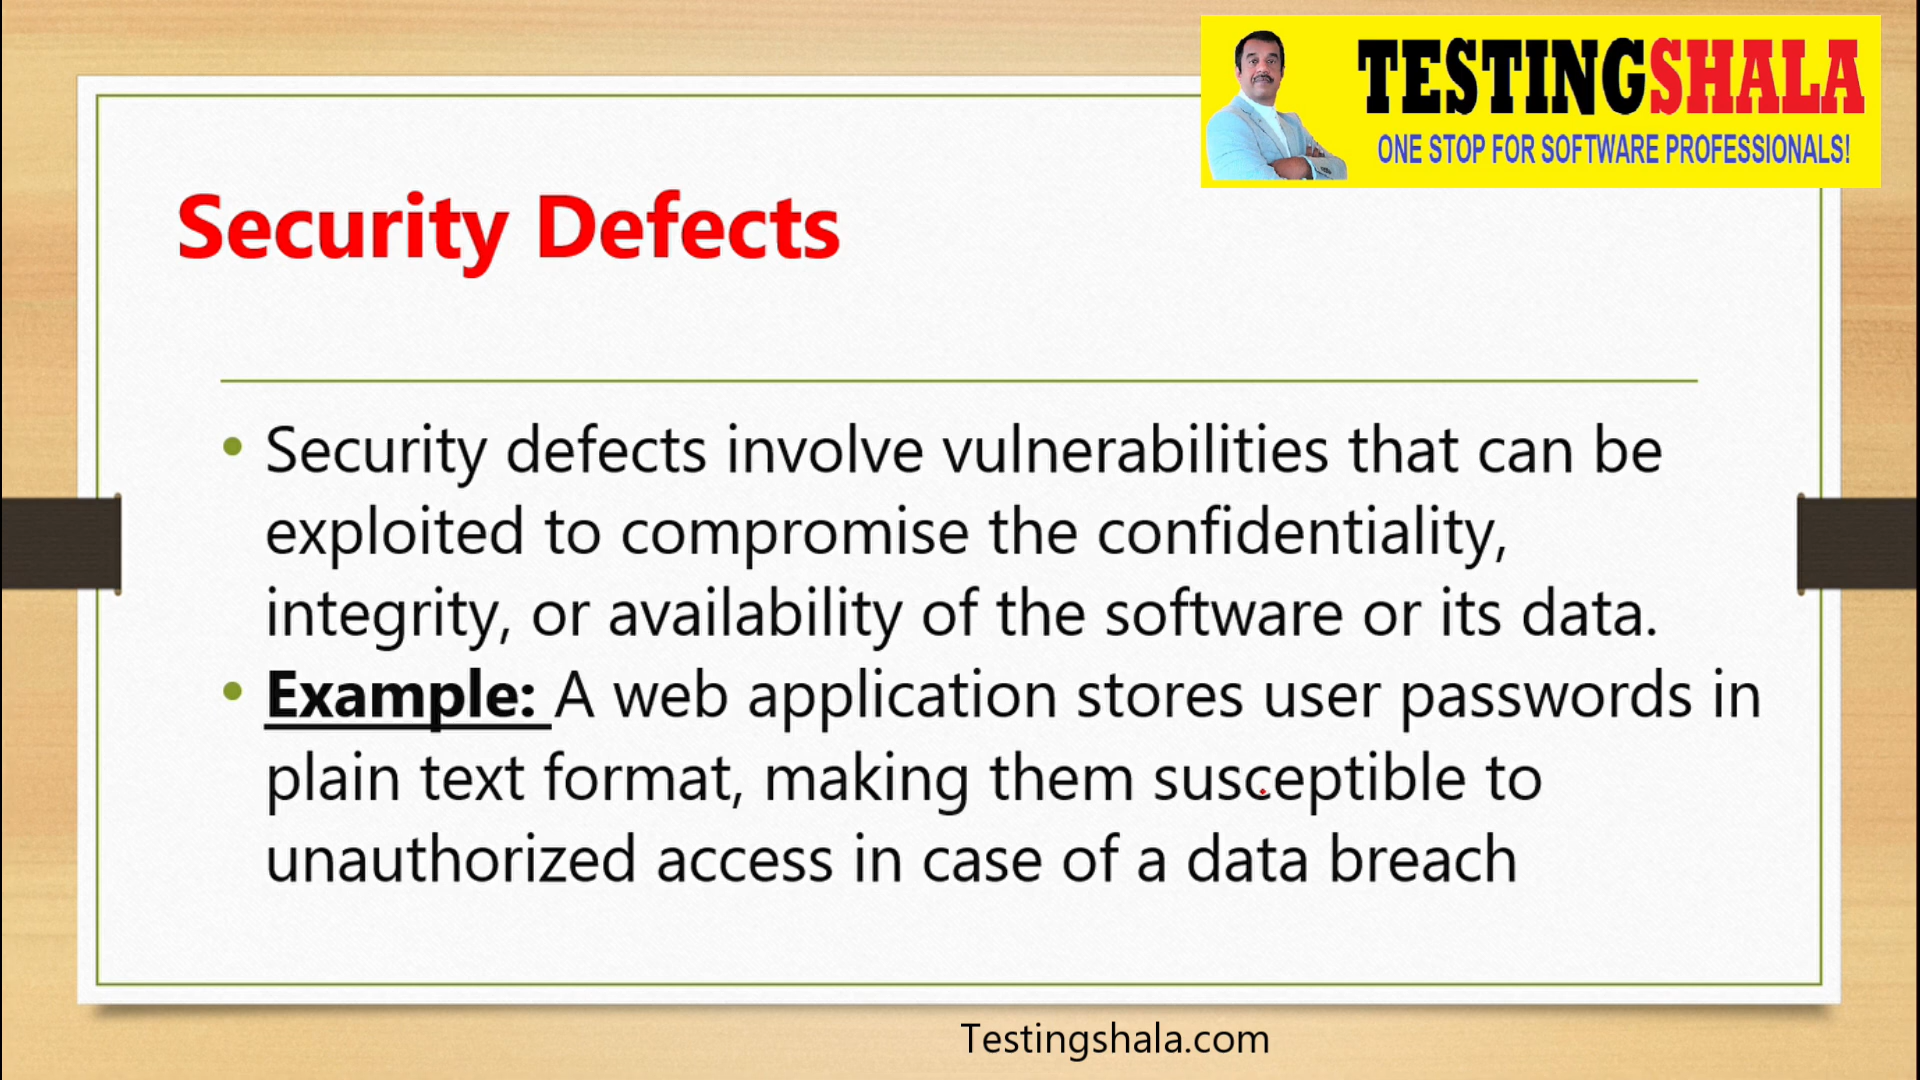 TESTINGSHALA
ONE STOP FOR SOFTWARE PROFESSIONALS!
Security Defects
• Security defects involve vulnerabilities that can be
exploited to compromise the confidentiality,
integrity, or availability of the software or its data.
• Example: A web application stores user passwords in
plain text format, making them susceptible to
unauthorized access in case of a data breach
Testingshala.com